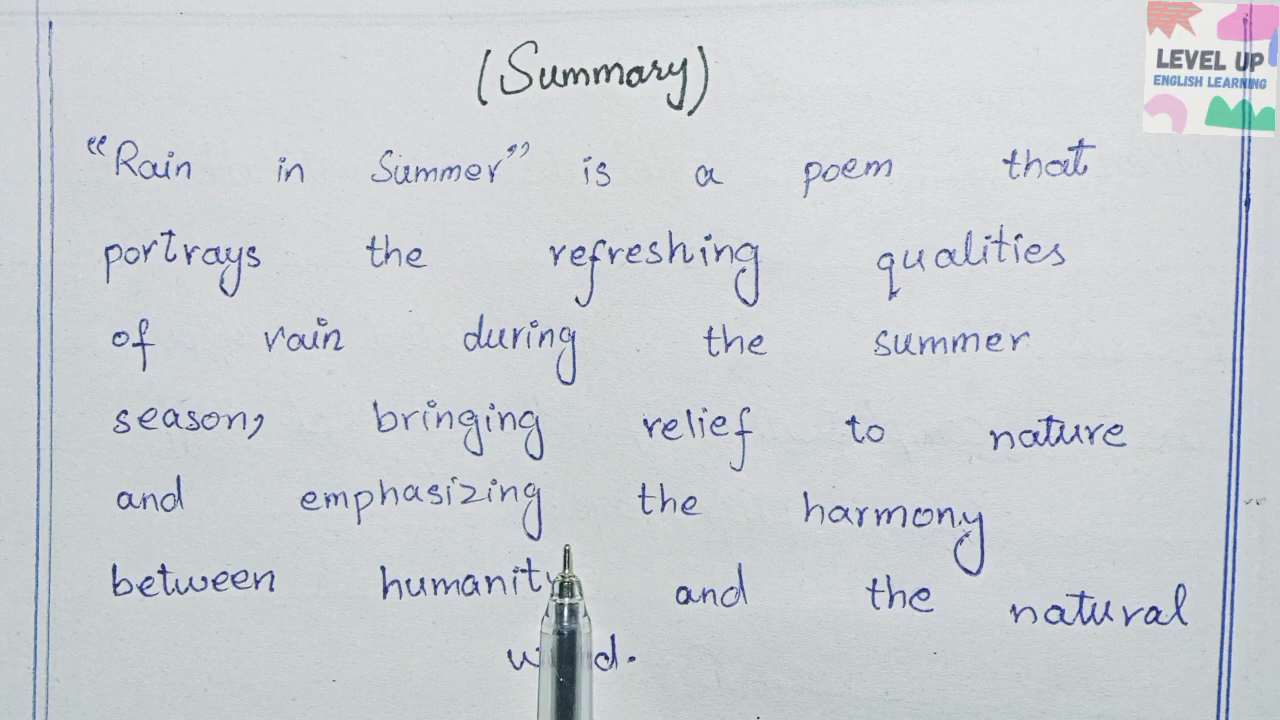 (Summary)
LEVEL UP
ENGLISH LEARNING
"Rain in Summer" is a poem that
portrays the refreshing qualities
of rain during the summer
season, bringing relief to nature
and emphasizing the harmony
between humanity and the natural